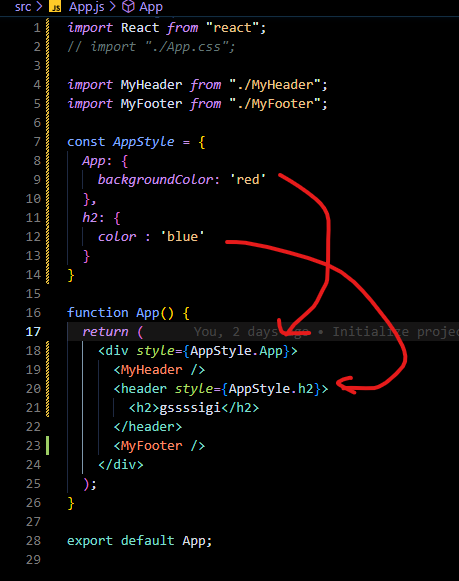 src > JS App.js > App
1 import React from "react";
2 // import "./App.css";
3
4 import MyHeader from "./MyHeader";
5 import MyFooter from "./MyFooter";
6
7 const AppStyle = {
8 App: {
9 backgroundColor: 'red'
10 },
11 h2: {
12 color : 'blue'
13 }
14 }
15
16 function App() {
17 return ( You, 2 days ago • Initialize projec
18 <div style={AppStyle.App}>
19 <MyHeader />
20 <header style={AppStyle.h2}>
21 <h2>gssssigi</h2>
22 </header>
23 <MyFooter />
24 </div>
25 );
26 }
27
28 export default App;
29